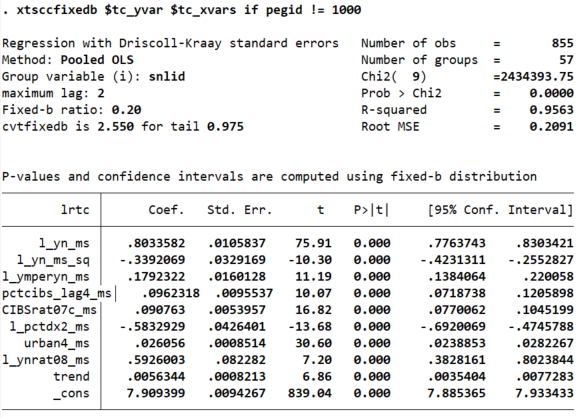 . xtsccfixedb $tc_yvar $tc_xvars if pegid != 1000
Regression with Driscoll-Kraay standard errors Number of obs = 855
Method: Pooled OLS Number of groups = 57
Group variable (i): snlid Chi2( 9) =2434393.75
maximum lag: 2 Prob > Chi2 = 0.0000
Fixed-b ratio: 0.20 R-squared = 0.9563
cvtfixedb is 2.550 for tail 0.975 Root MSE = 0.2091
P-values and confidence intervals are computed using fixed-b distribution
lrtc Coef. Std. Err. t P>|t| [95% Conf. Interval]
l_yn_ms .8033582 .0105837 75.91 0.000 .7763743 .8303421
l_yn_ms_sq -.3392069 .0329169 -10.30 0.000 -.4231311 -.2552827
l_ymperyn_ms .1792322 .0160128 11.19 0.000 .1384064 .220058
pctcibs_lag4_ms .0962318 .0095537 10.07 0.000 .0718738 .1205898
CIBSrat07c_ms .090763 .0053957 16.82 0.000 .0770062 .1045199
l_pctdx2_ms -.5832929 .0426401 -13.68 0.000 -.6920069 -.4745788
urban4_ms .026056 .0008514 30.60 0.000 .0238853 .0282267
l_ynrat08_ms .5926003 .082282 7.20 0.000 .3828161 .8023844
trend .0056344 .0008213 6.86 0.000 .0035404 .0077283
_cons 7.909399 .0094267 839.04 0.000 7.885365 7.933433